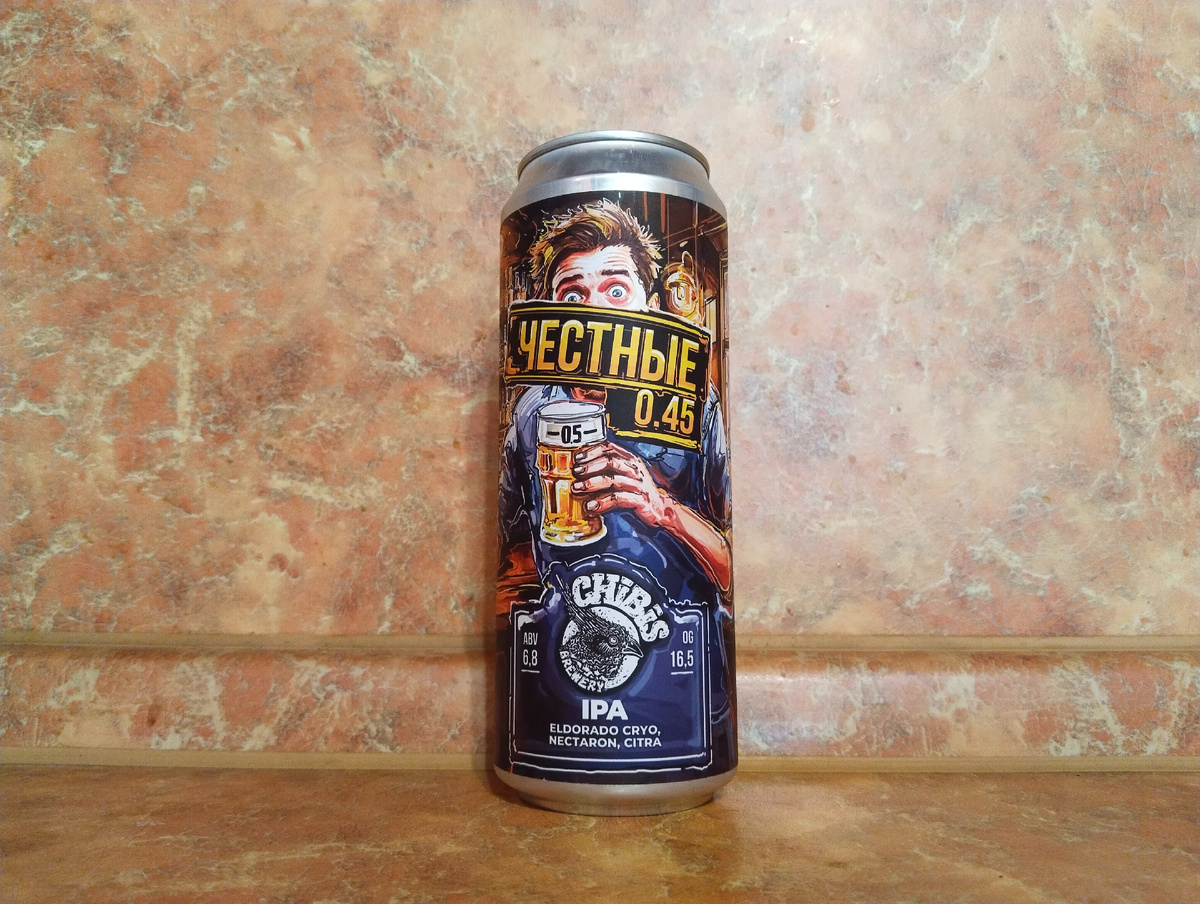 ЧЕСТНЫЕ
0.45
-0.5-
CHIBIS
BREWERY
ABV
6,8
OG
16,5
IPA
ELDORADO CRYO,
NECTARON, CITRA